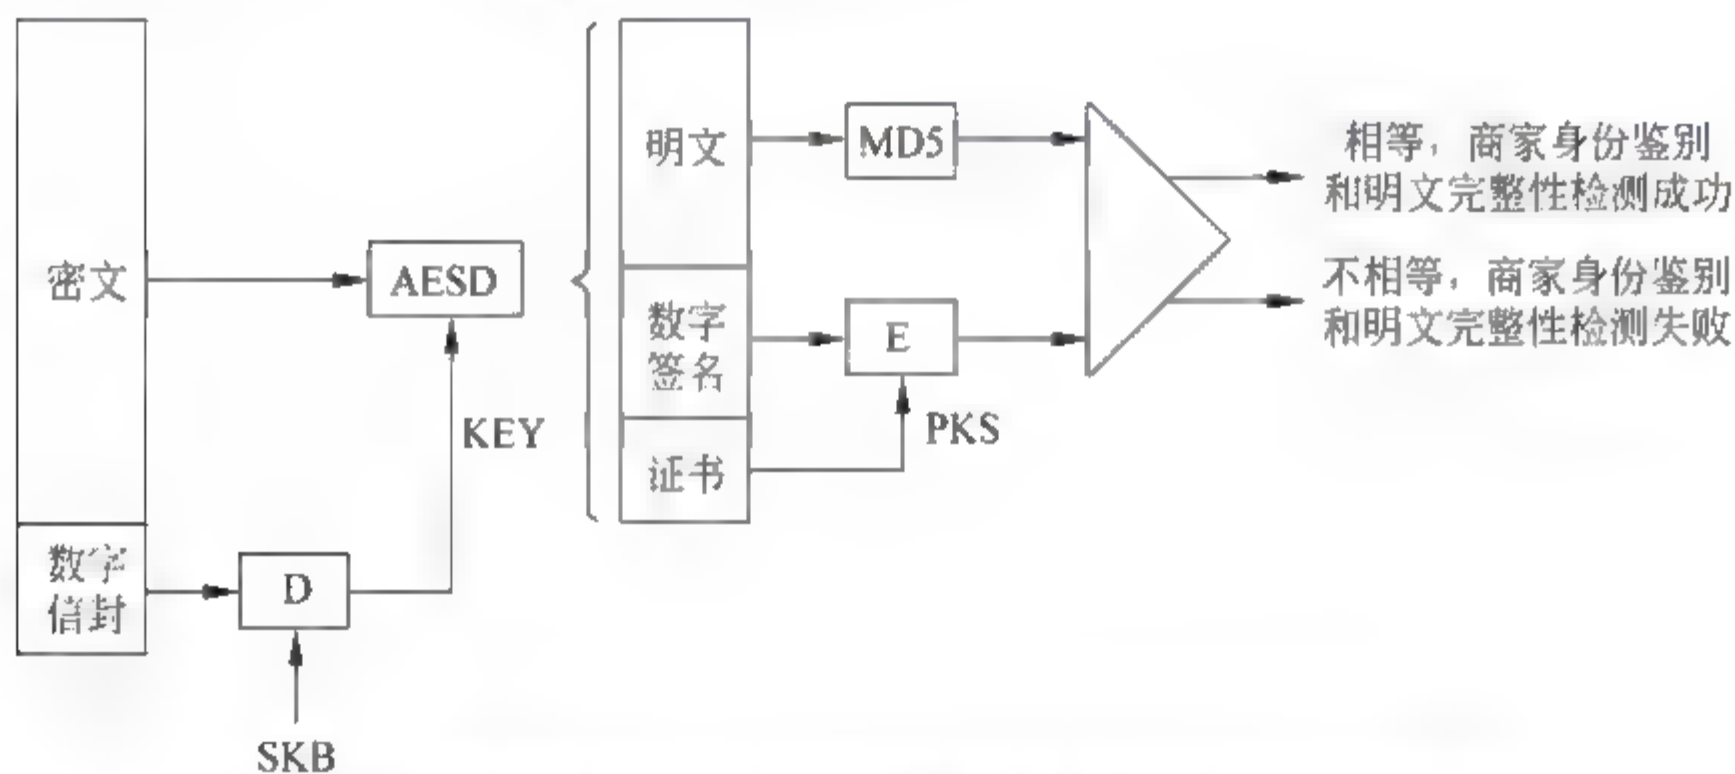 密文
数字
信封
D
SKB
AESD
KEY
明文
数字
签名
证书
MD5
E
PKS
相等，商家身份鉴别
和明文完整性检测成功
不相等，商家身份鉴别
和明文完整性检测失败